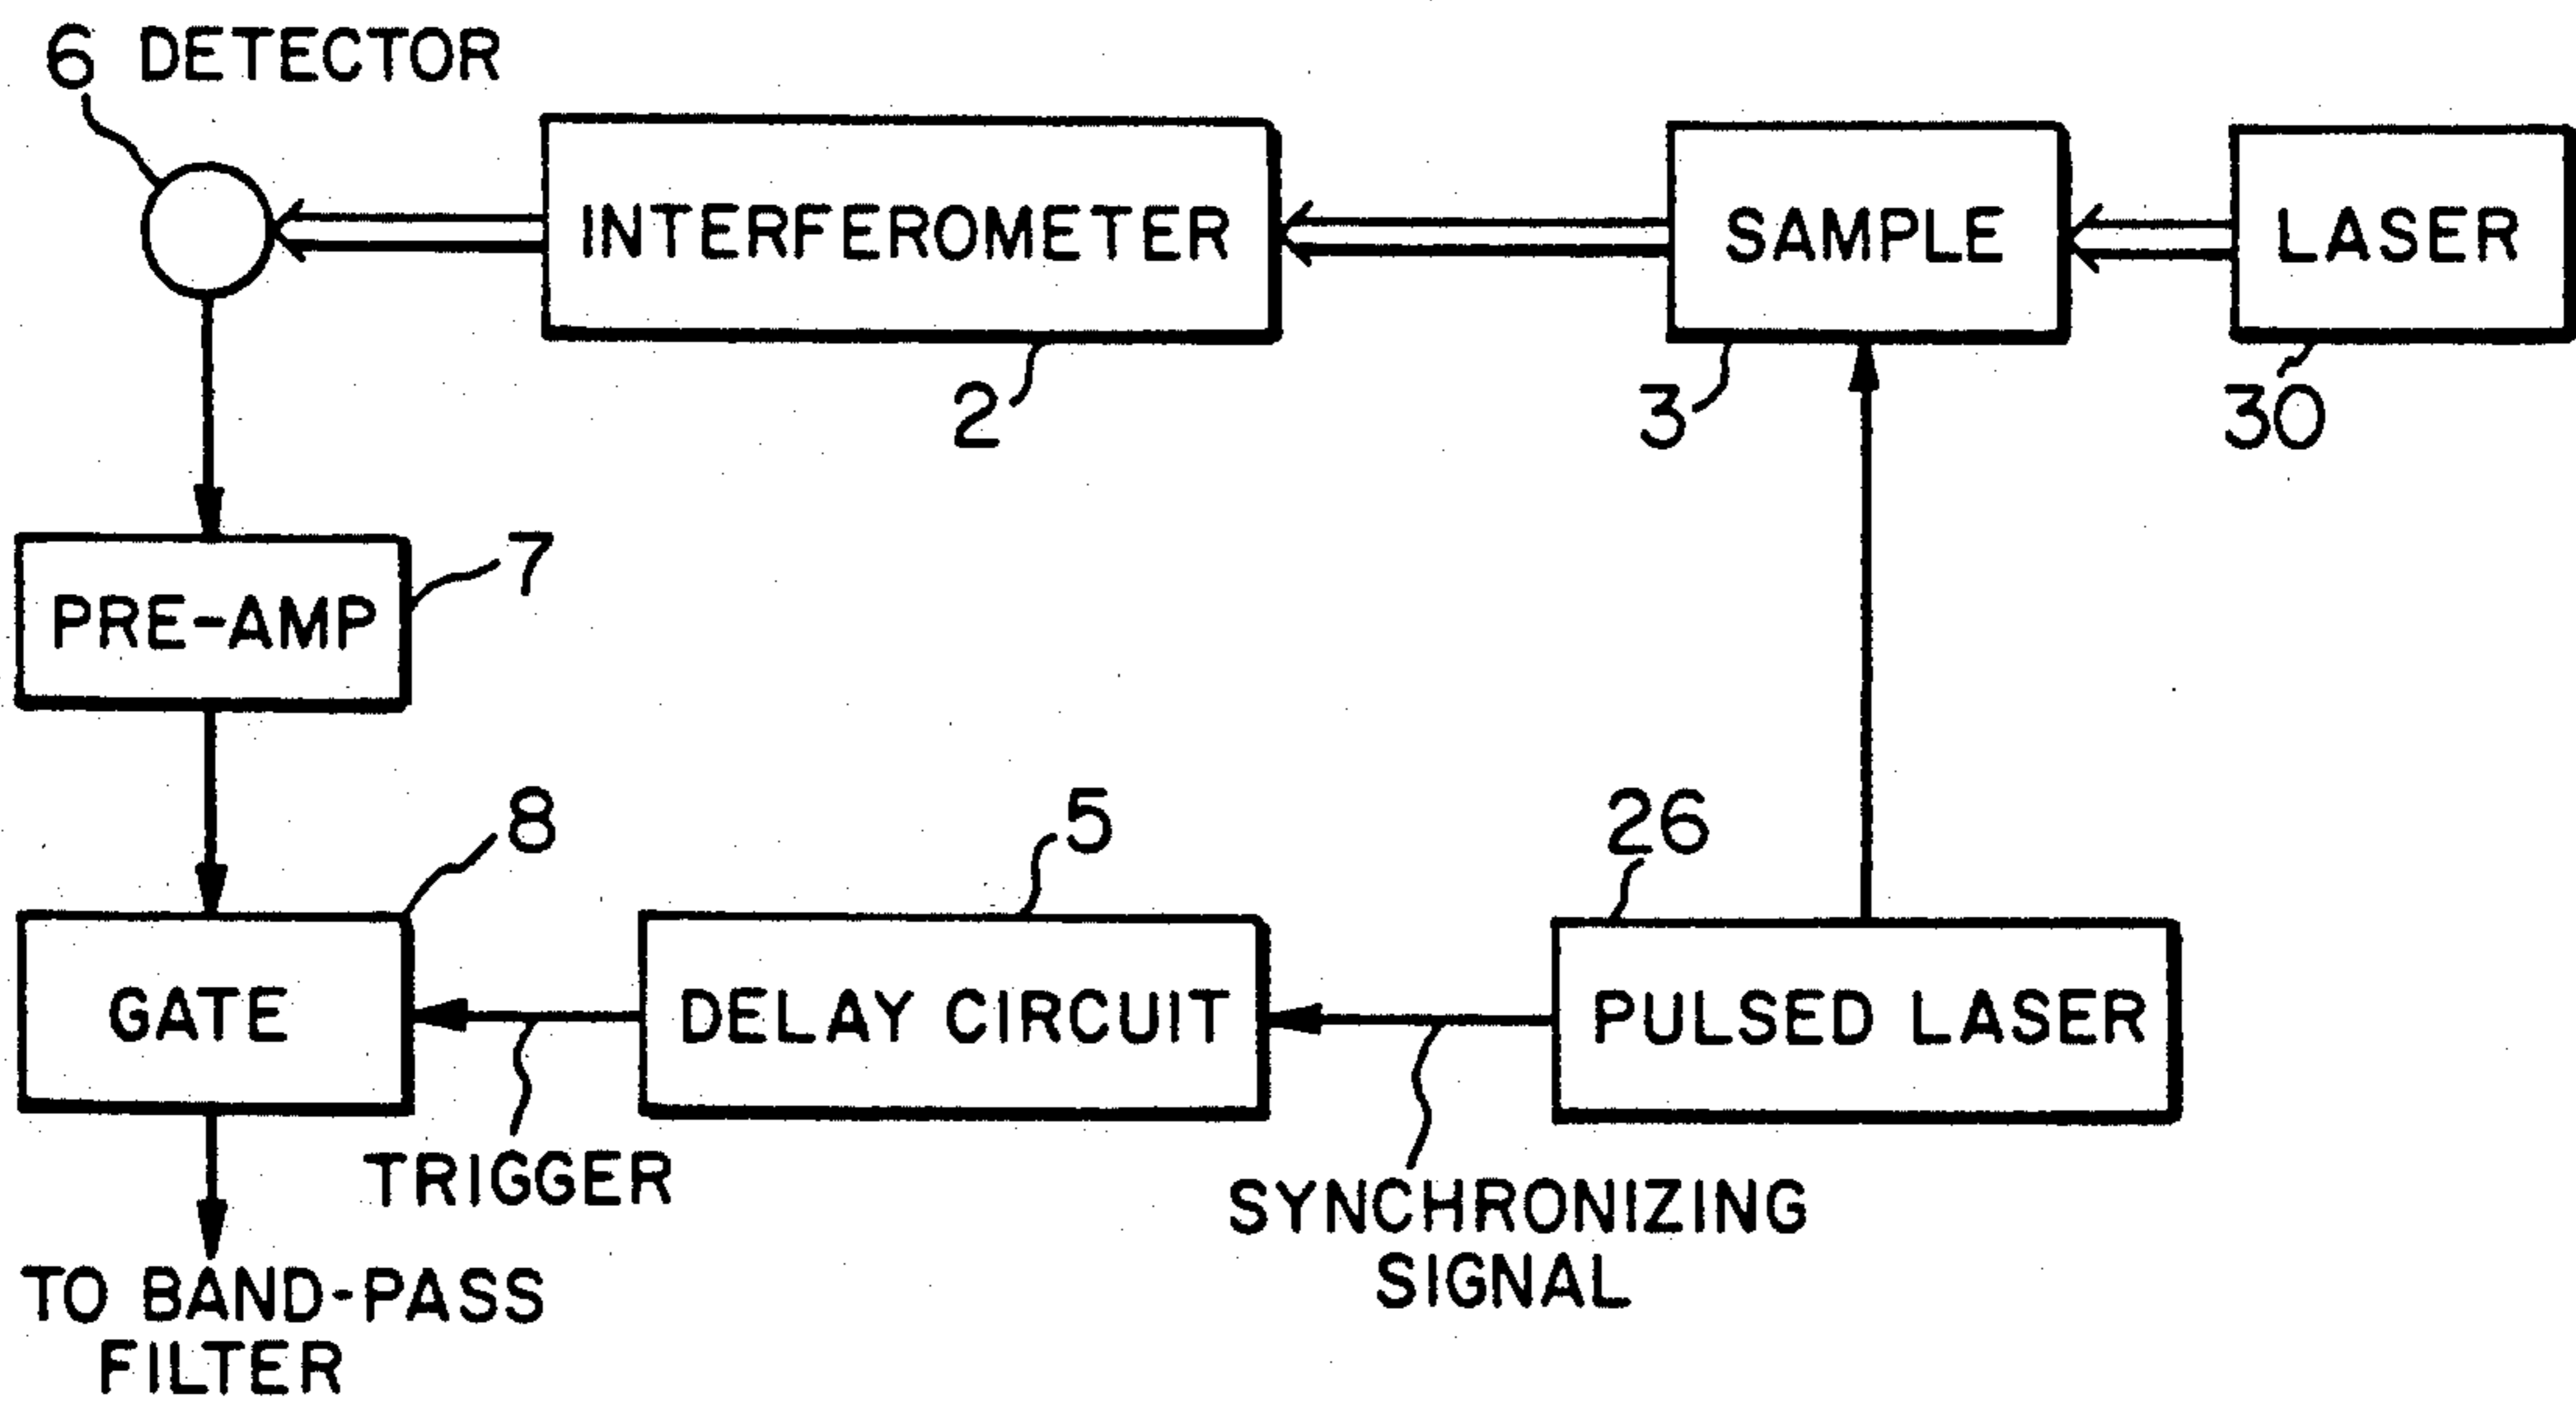 6 DETECTOR
INTERFEROMETER
SAMPLE
LASER
2
3
30
7
PRE-AMP
8
5
26
GATE
DELAY CIRCUIT
PULSED LASER
TRIGGER
SYNCHRONIZING
SIGNAL
TO BAND-PASS
FILTER